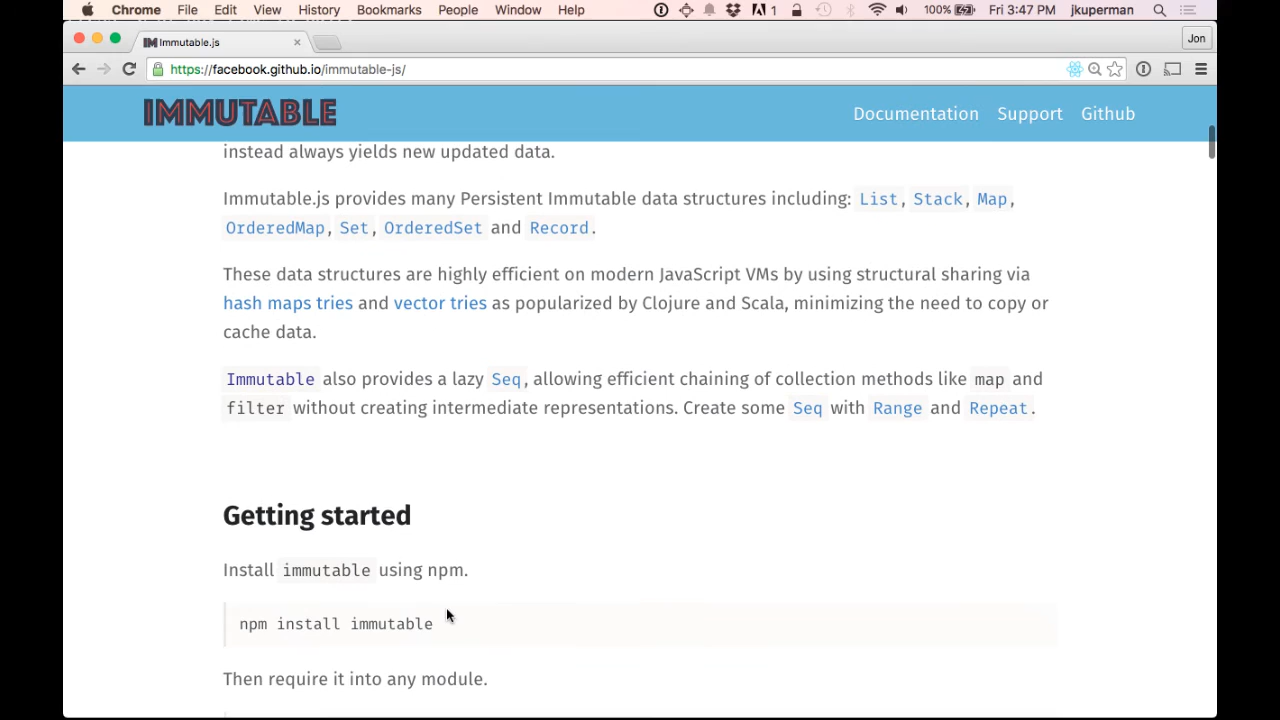 Chrome File Edit View History Bookmarks People Window Help 1 100% Fri 3:47 PM jkuperman
Immutable.js Jon
https://facebook.github.io/immutable-js/
IMMUTABLE Documentation Support Github
instead always yields new updated data.
Immutable.js provides many Persistent Immutable data structures including: List, Stack, Map,
OrderedMap, Set, OrderedSet and Record.
These data structures are highly efficient on modern JavaScript VMs by using structural sharing via
hash maps tries and vector tries as popularized by Clojure and Scala, minimizing the need to copy or
cache data.
Immutable also provides a lazy Seq, allowing efficient chaining of collection methods like map and
filter without creating intermediate representations. Create some Seq with Range and Repeat.
Getting started
Install immutable using npm.
npm install immutable
Then require it into any module.